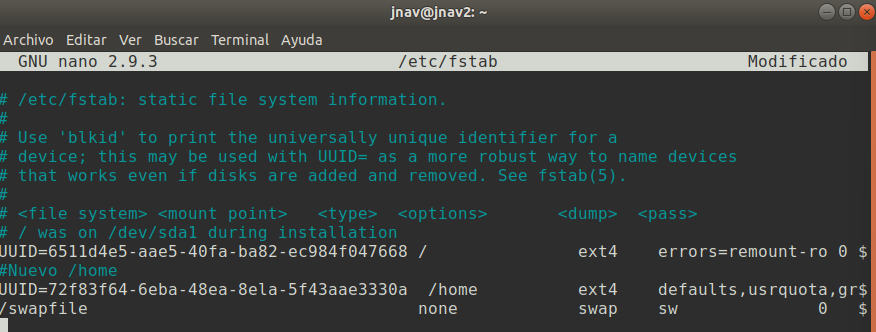 jnav@jnav2: ~
Archivo Editar Ver Buscar Terminal Ayuda
GNU nano 2.9.3 /etc/fstab Modificado
# /etc/fstab: static file system information.
#
# Use 'blkid' to print the universally unique identifier for a
# device; this may be used with UUID= as a more robust way to name devices
# that works even if disks are added and removed. See fstab(5).
#
# <file system> <mount point> <type> <options> <dump> <pass>
# / was on /dev/sda1 during installation
UUID=6511d4e5-aae5-40fa-ba82-ec984f047668 / ext4 errors=remount-ro 0 $
#Nuevo /home
UUID=72f83f64-6eba-48ea-8ela-5f43aae3330a /home ext4 defaults,usrquota,gr$
/swapfile none swap sw 0 $